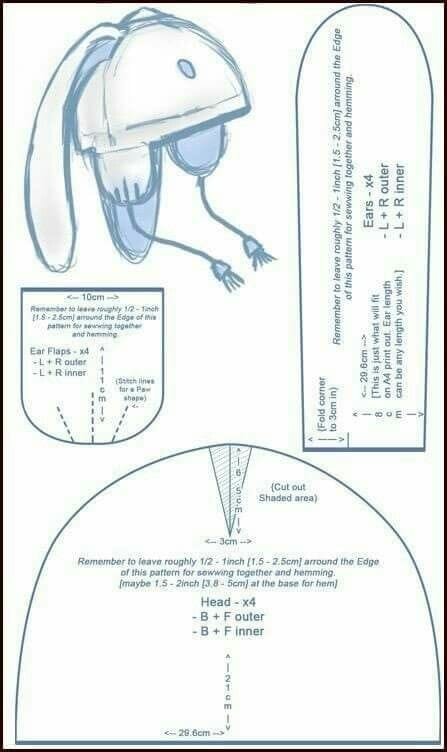 Remember to leave roughly 1/2 - 1inch [1.5 - 2.5cm] arround the Edge
of this pattern for sewwing together and hemming.
Ears - x4
- L + R outer
- L + R inner
<-- 29.6cm -->
[This is just what will fit
on A4 print out. Ear length
can be any length you wish.]
^ | 8 c m | v
(Fold corner
to 3cm in)
< | | >
<-- 10cm -->
Remember to leave roughly 1/2 - 1inch
[1.5 - 2.5cm] arround the Edge of this
pattern for sewwing together
and hemming.
Ear Flaps - x4
- L + R outer
- L + R inner
^ | 1 1 c m | v
(Stitch lines
for a Paw
shape)
<-
^ | 6 . 5 c m | v
(Cut out
Shaded area)
<-- 3cm -->
Remember to leave roughly 1/2 - 1inch [1.5 - 2.5cm] arround the Edge
of this pattern for sewwing together and hemming.
[maybe 1.5 - 2inch [3.8 - 5cm] at the base for hem]
Head - x4
- B + F outer
- B + F inner
^ | 2 1 c m | v
<-- 29.6cm -->